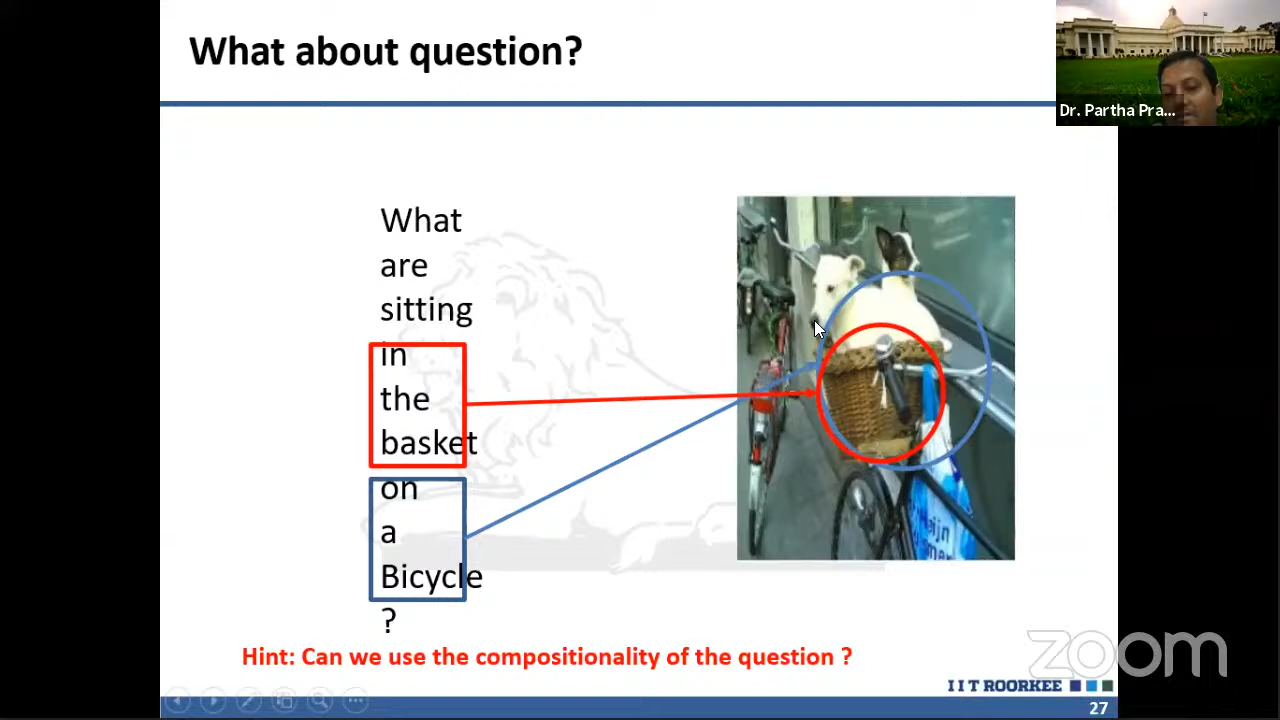 What about question?
Dr. Partha Pra...
What
are
sitting
in
the
basket
on
a
Bicycle
?
Hint: Can we use the compositionality of the question ?
zoom
I I T ROORKEE
27